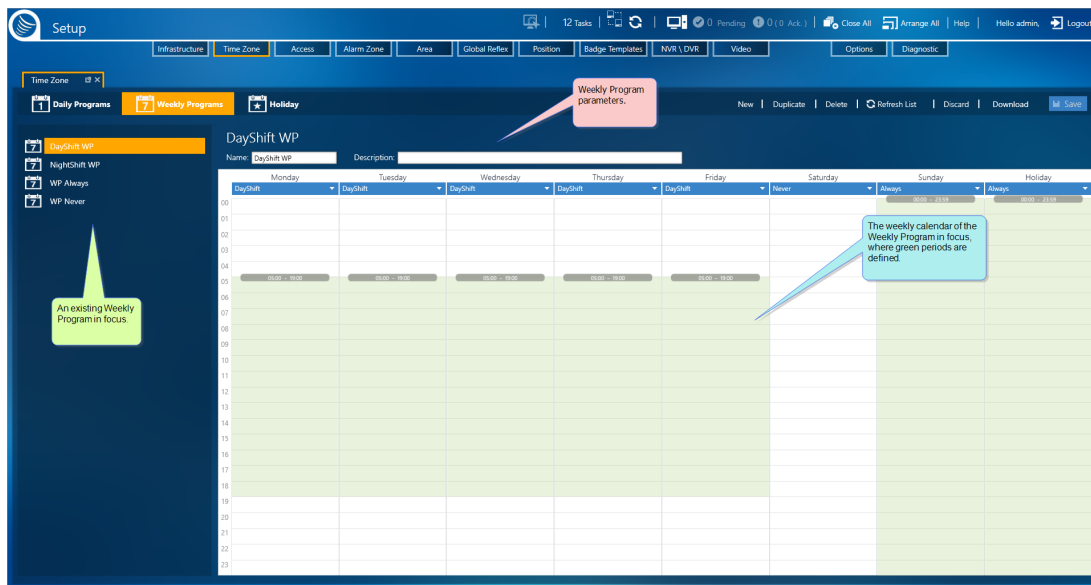 Setup
12 Tasks
0 Pending
0 ( 0 Ack. )
Close All
Arrange All
Help
Hello admin,
Logout
Infrastructure
Time Zone
Access
Alarm Zone
Area
Global Reflex
Position
Badge Templates
NVR \ DVR
Video
Options
Diagnostic
Time Zone
1 Daily Programs
7 Weekly Programs
Holiday
Weekly Program
parameters.
New
Duplicate
Delete
Refresh List
Discard
Download
Save
7 DayShift WP
7 NightShift WP
7 WP Always
7 WP Never
An existing Weekly
Program in focus.
DayShift WP
Name: DayShift WP
Description:
Monday Tuesday Wednesday Thursday Friday Saturday Sunday Holiday
DayShift DayShift DayShift DayShift DayShift Never Always Always
00 00:00 - 23:59 00:00 - 23:59
01
02
03
04
05 05:00 - 19:00 05:00 - 19:00 05:00 - 19:00 05:00 - 19:00 05:00 - 19:00
06
07
08
09
10
11
12
13
14
15
16
17
18
19
20
21
22
23
The weekly calendar of the
Weekly Program in focus,
where green periods are
defined.